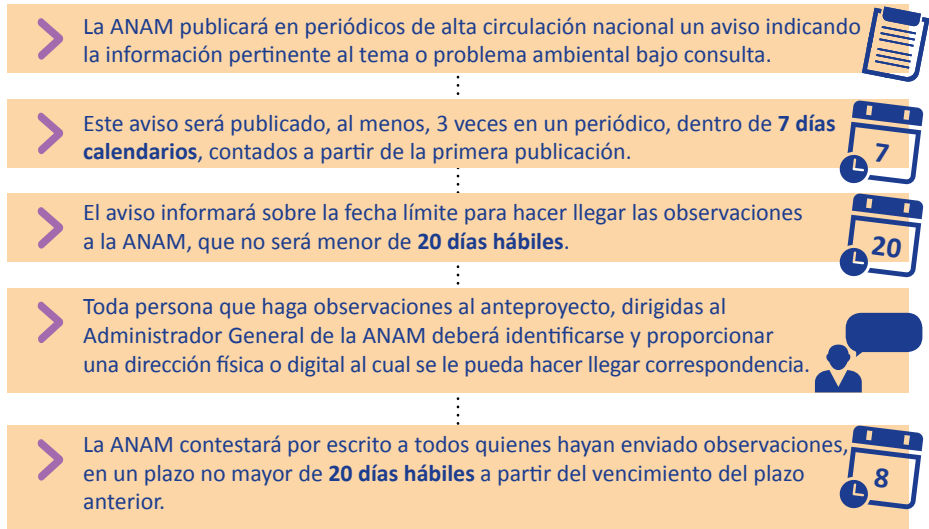 La ANAM publicará en periódicos de alta circulación nacional un aviso indicando
la información pertinente al tema o problema ambiental bajo consulta.
Este aviso será publicado, al menos, 3 veces en un periódico, dentro de 7 días
calendarios, contados a partir de la primera publicación.
7
El aviso informará sobre la fecha límite para hacer llegar las observaciones
a la ANAM, que no será menor de 20 días hábiles.
20
Toda persona que haga observaciones al anteproyecto, dirigidas al
Administrador General de la ANAM deberá identificarse y proporcionar
una dirección física o digital al cual se le pueda hacer llegar correspondencia.
La ANAM contestará por escrito a todos quienes hayan enviado observaciones,
en un plazo no mayor de 20 días hábiles a partir del vencimiento del plazo
anterior.
8